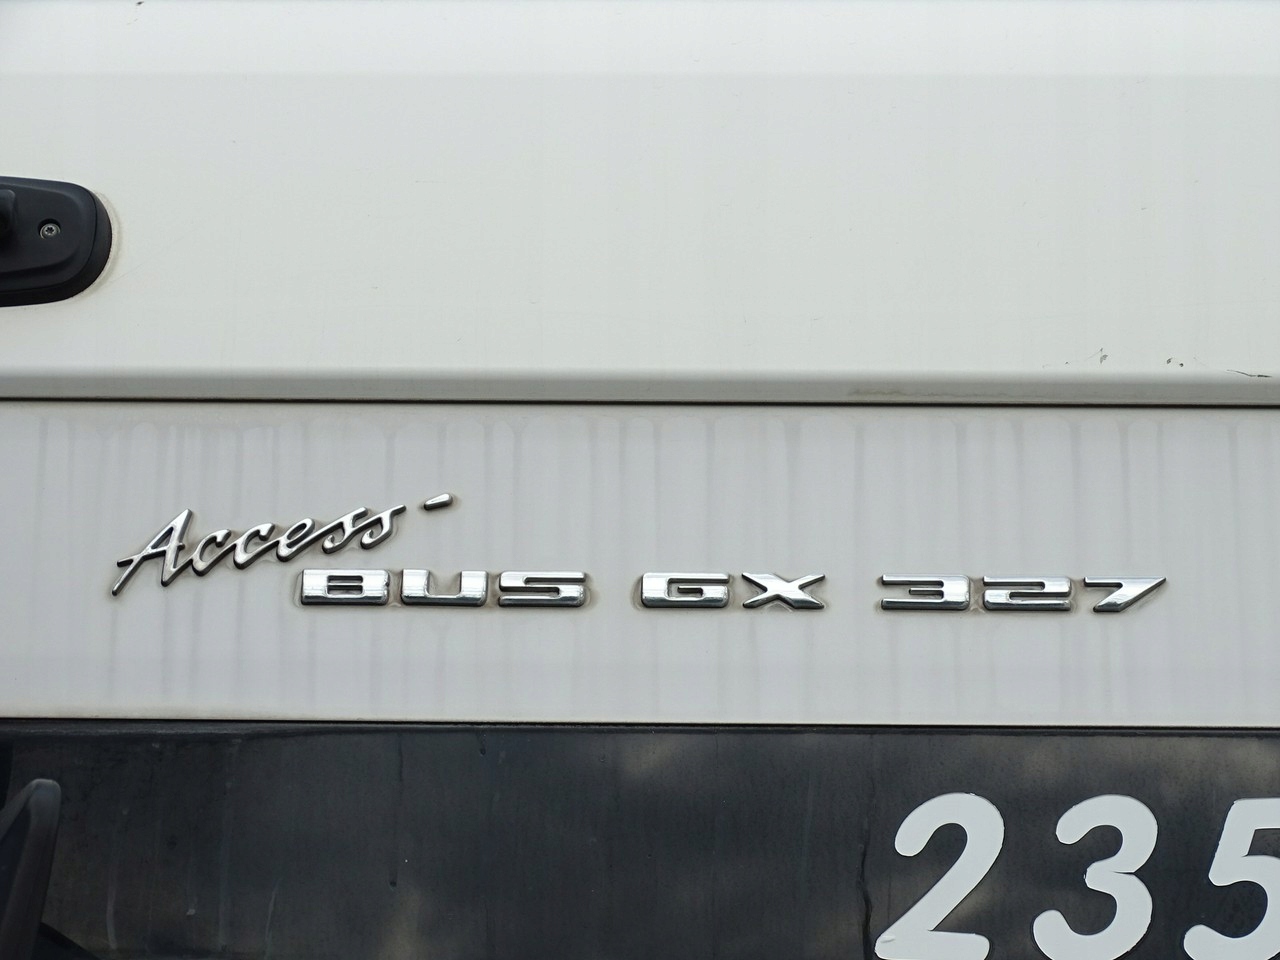 Access'
BUS GX 327
235